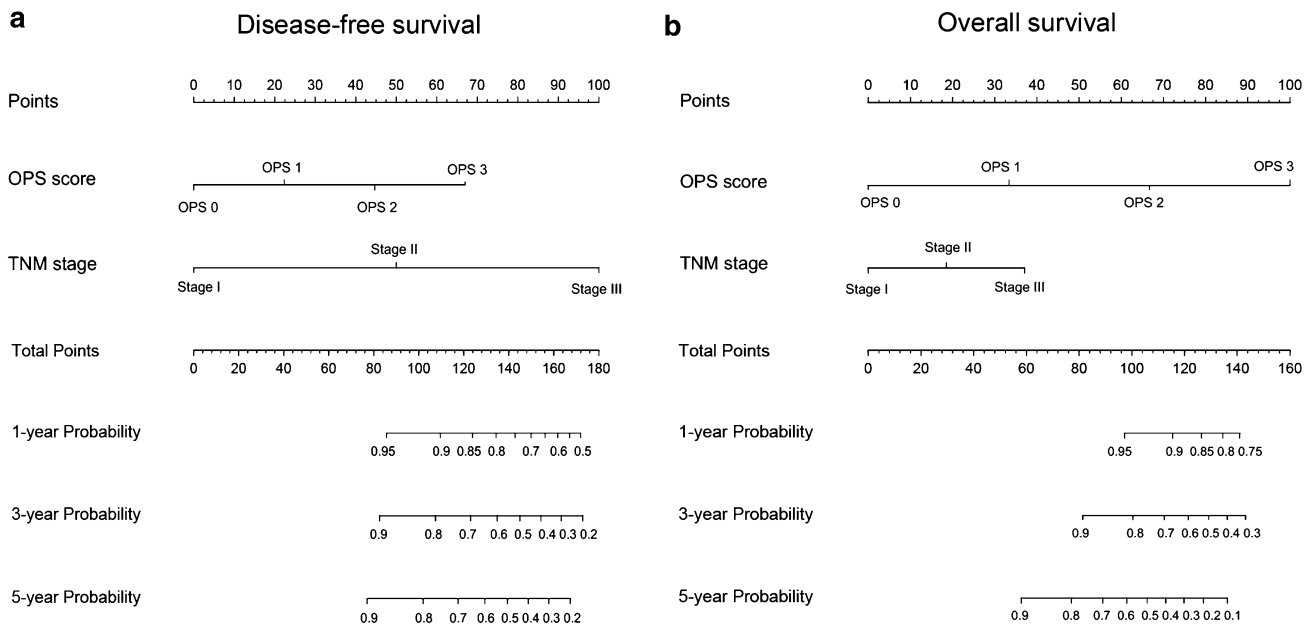 a
Disease-free survival
Points
0 10 20 30 40 50 60 70 80 90 100
OPS score
OPS 1 OPS 3
OPS 0 OPS 2
TNM stage
Stage II
Stage I Stage III
Total Points
0 20 40 60 80 100 120 140 160 180
1-year Probability
0.95 0.9 0.85 0.8 0.7 0.6 0.5
3-year Probability
0.9 0.8 0.7 0.6 0.5 0.4 0.3 0.2
5-year Probability
0.9 0.8 0.7 0.6 0.5 0.4 0.3 0.2
b
Overall survival
Points
0 10 20 30 40 50 60 70 80 90 100
OPS score
OPS 1 OPS 3
OPS 0 OPS 2
TNM stage
Stage II
Stage I Stage III
Total Points
0 20 40 60 80 100 120 140 160
1-year Probability
0.95 0.9 0.85 0.8 0.75
3-year Probability
0.9 0.8 0.7 0.6 0.5 0.4 0.3
5-year Probability
0.9 0.8 0.7 0.6 0.5 0.4 0.3 0.2 0.1